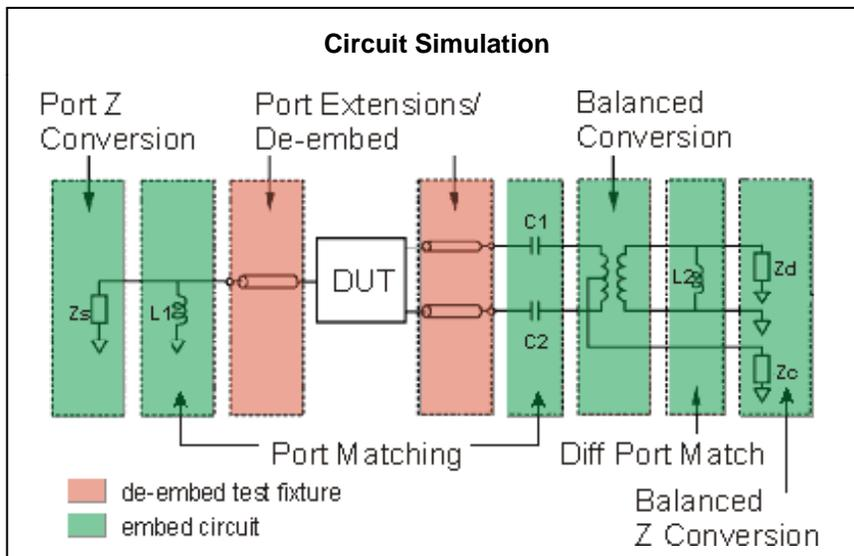 Circuit Simulation
Port Z
Conversion
Port Extensions/
De-embed
Balanced
Conversion
C1
DUT
Zs
L1
L2
Zd
C2
Zc
Port Matching
Diff Port Match
de-embed test fixture
embed circuit
Balanced
Z Conversion